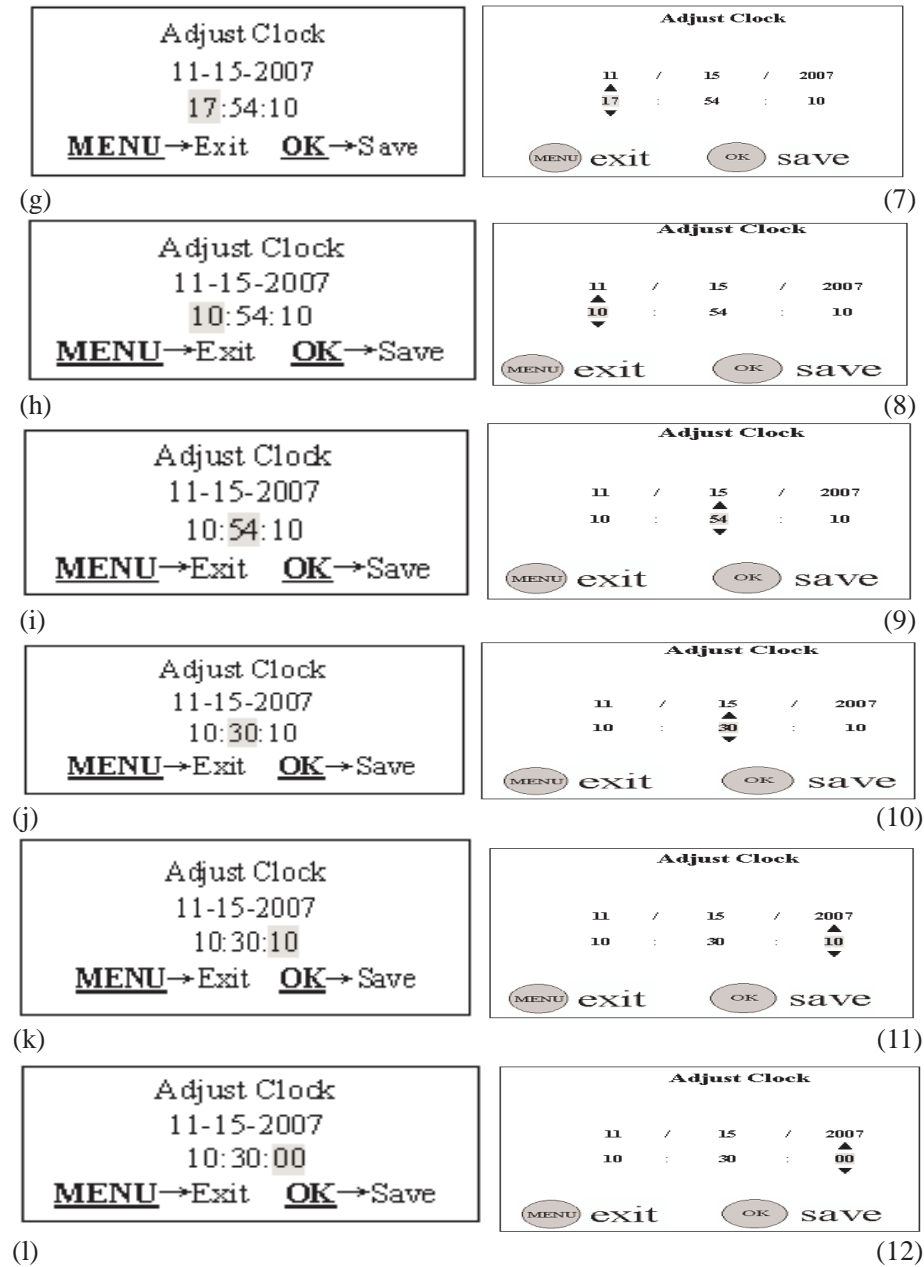 Adjust Clock
11-15-2007
17:54:10
MENU→Exit OK→Save
(g)
Adjust Clock
11 / 15 / 2007
17 : 54 : 10
MENU exit OK save
(7)
Adjust Clock
11-15-2007
10:54:10
MENU→Exit OK→Save
(h)
Adjust Clock
11 / 15 / 2007
10 : 54 : 10
MENU exit OK save
(8)
Adjust Clock
11-15-2007
10:54:10
MENU→Exit OK→Save
(i)
Adjust Clock
11 / 15 / 2007
10 : 54 : 10
MENU exit OK save
(9)
Adjust Clock
11-15-2007
10:30:10
MENU→Exit OK→Save
(j)
Adjust Clock
11 / 15 / 2007
10 : 30 : 10
MENU exit OK save
(10)
Adjust Clock
11-15-2007
10:30:10
MENU→Exit OK→Save
(k)
Adjust Clock
11 / 15 / 2007
10 : 30 : 10
MENU exit OK save
(11)
Adjust Clock
11-15-2007
10:30:00
MENU→Exit OK→Save
(l)
Adjust Clock
11 / 15 / 2007
10 : 30 : 00
MENU exit OK save
(12)